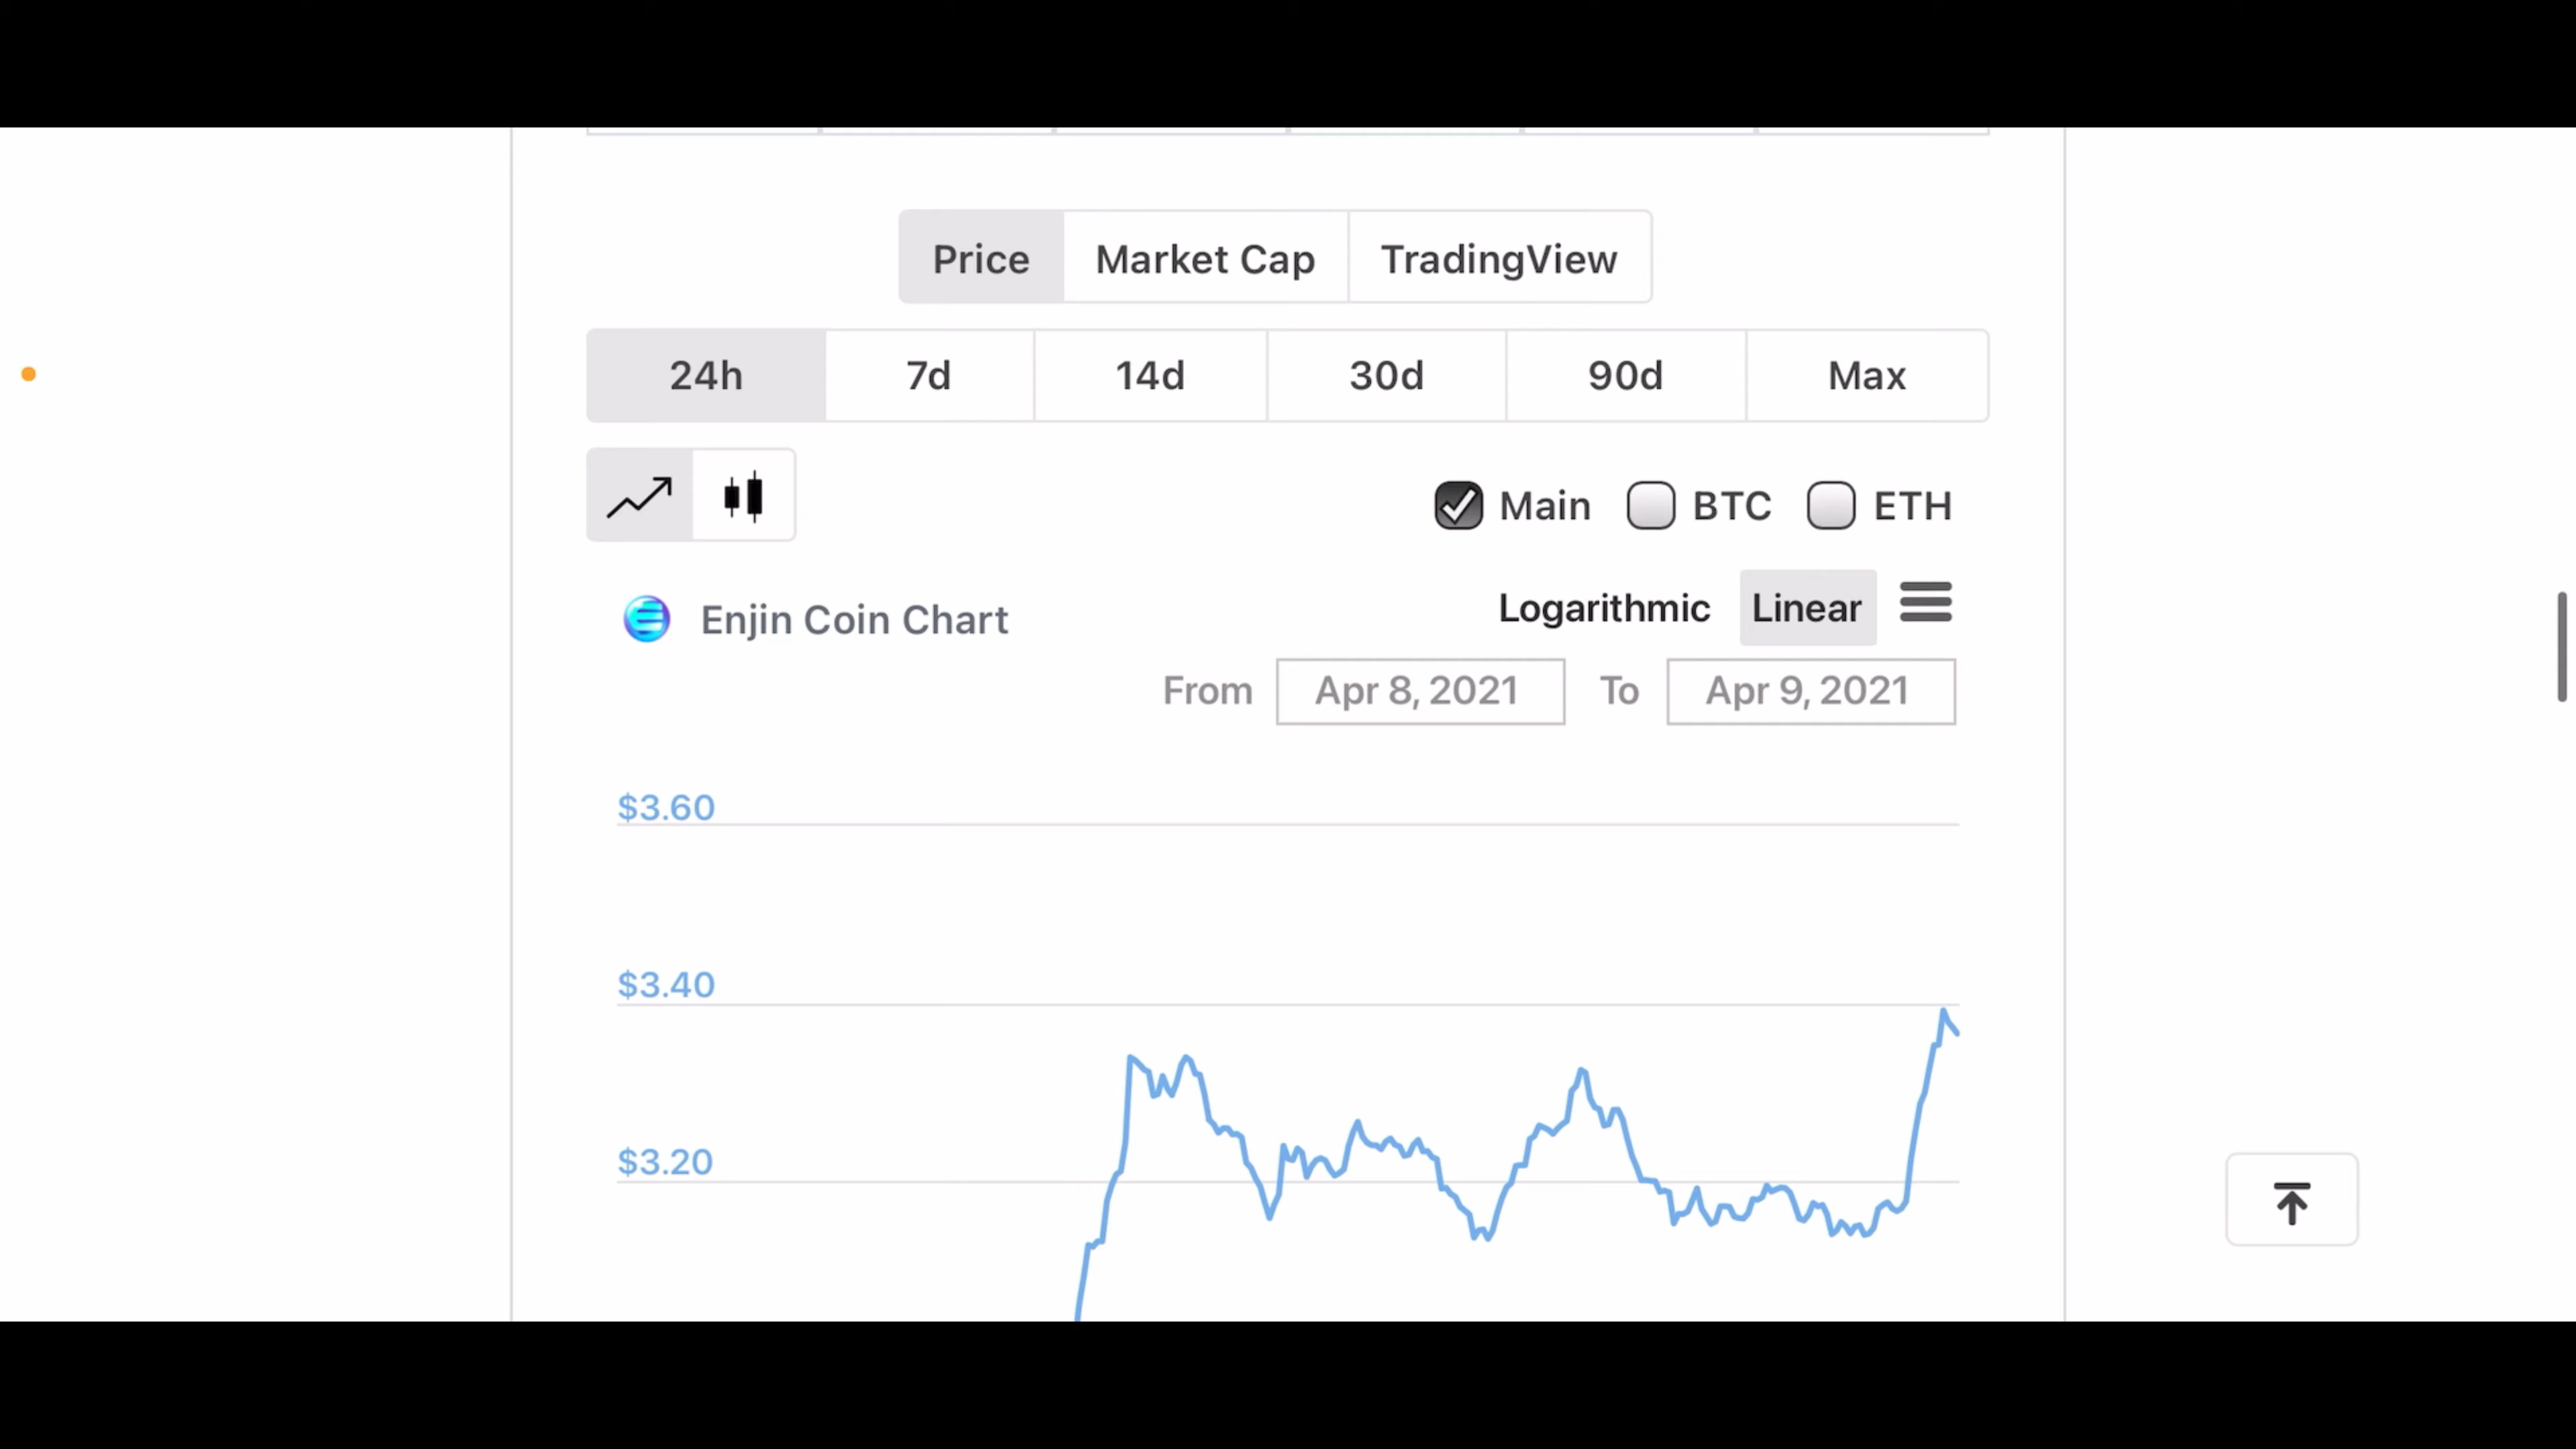 Price Market Cap TradingView
24h 7d 14d 30d 90d Max
Main BTC ETH
Enjin Coin Chart Logarithmic Linear
From Apr 8, 2021 To Apr 9, 2021
$3.60
$3.40
$3.20